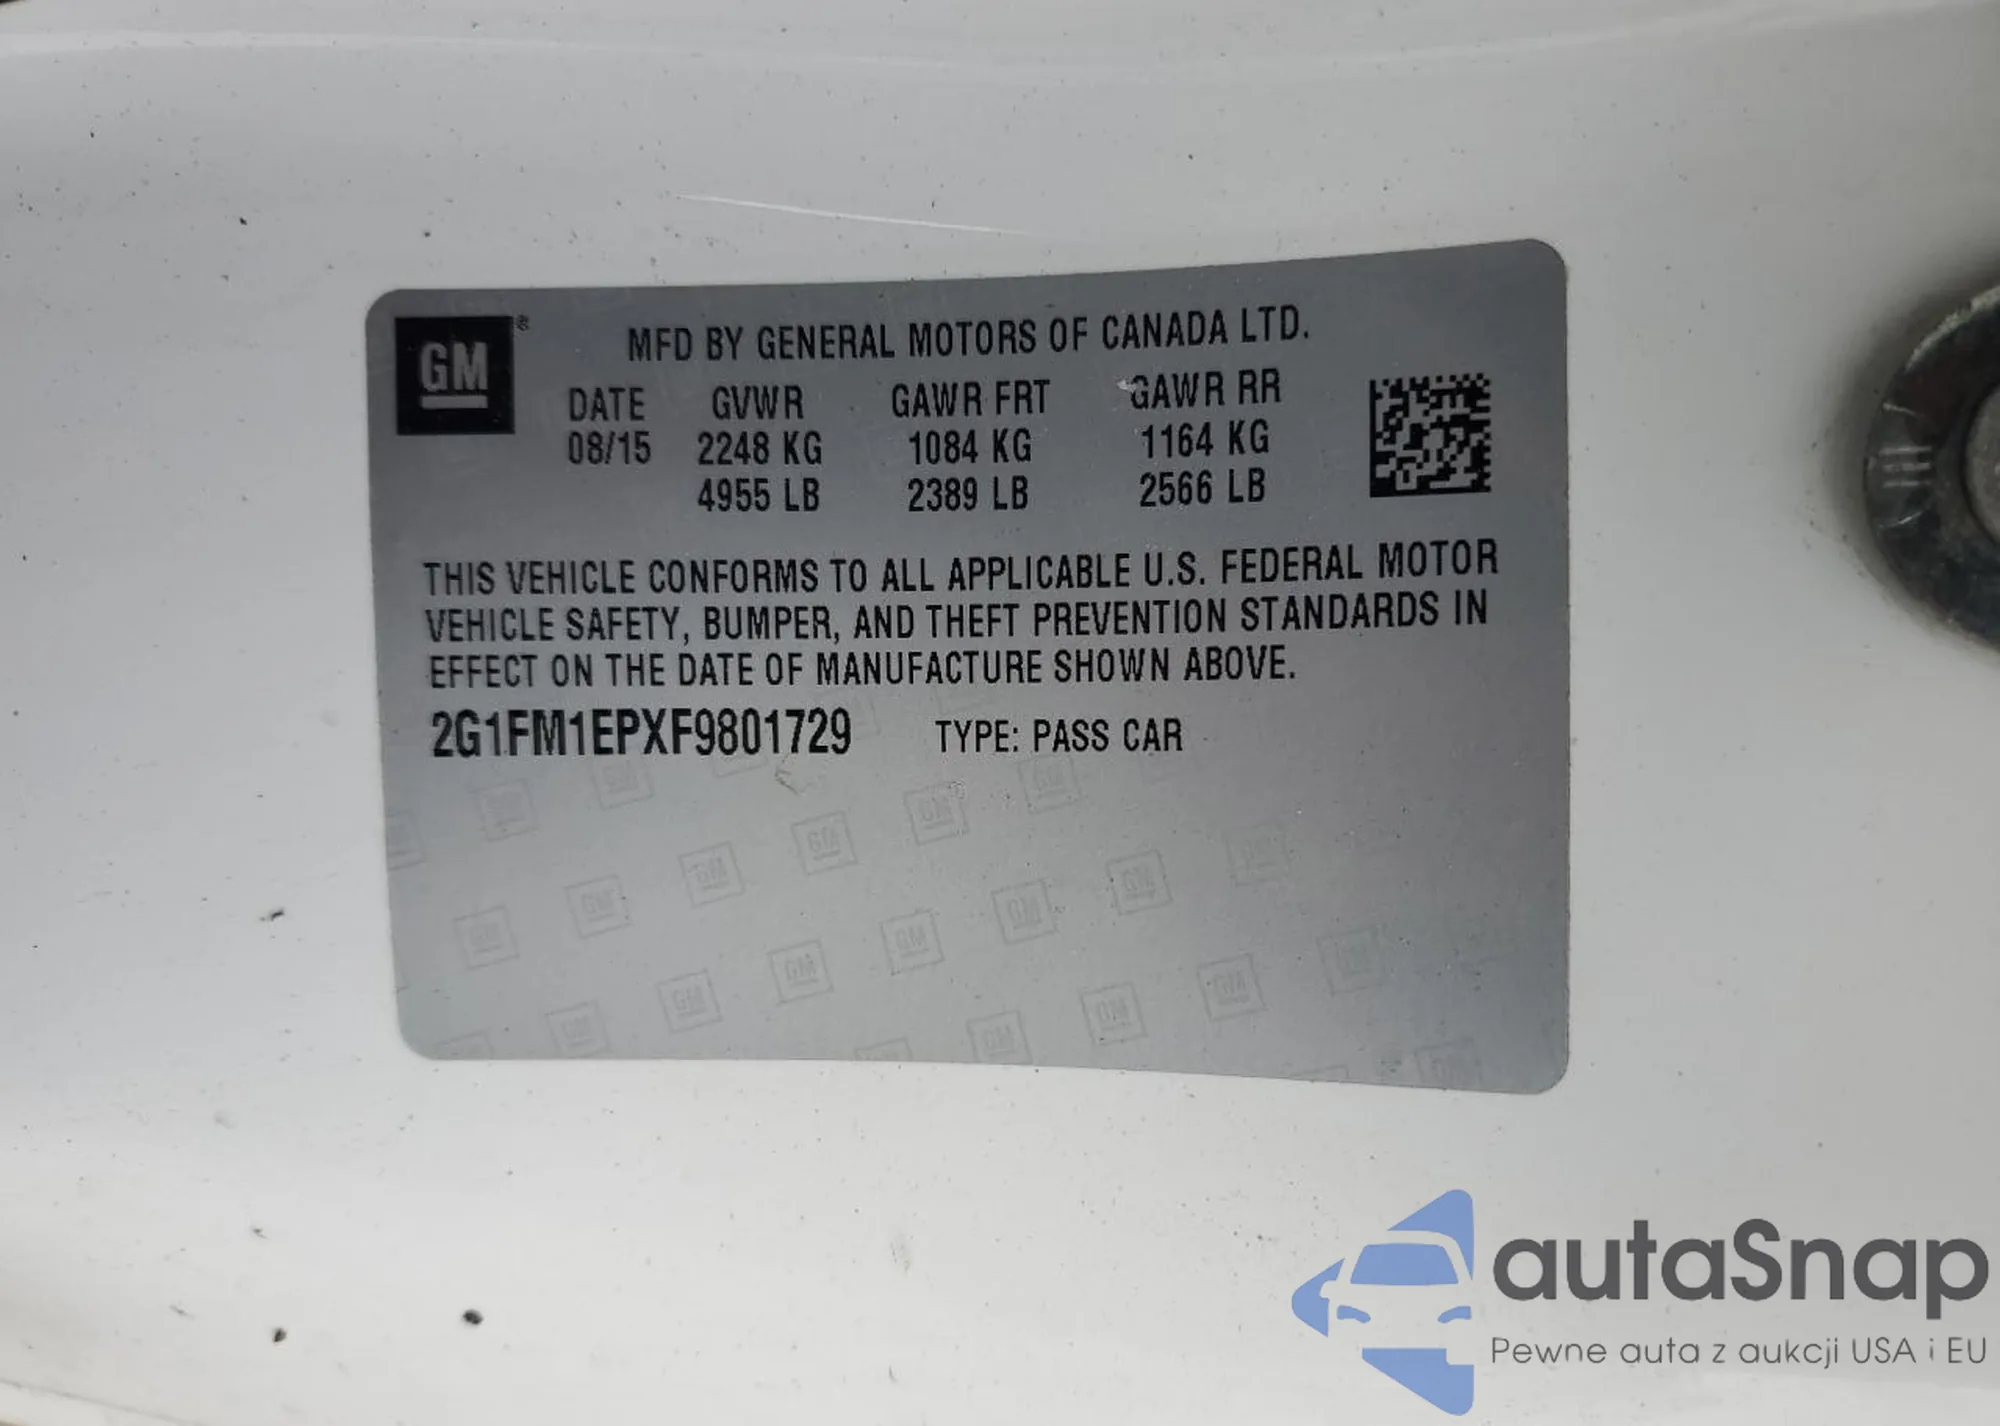 GM®
MFD BY GENERAL MOTORS OF CANADA LTD.
DATE GVWR GAWR FRT GAWR RR
08/15 2248 KG 1084 KG 1164 KG
4955 LB 2389 LB 2566 LB
THIS VEHICLE CONFORMS TO ALL APPLICABLE U.S. FEDERAL MOTOR
VEHICLE SAFETY, BUMPER, AND THEFT PREVENTION STANDARDS IN
EFFECT ON THE DATE OF MANUFACTURE SHOWN ABOVE.
2G1FM1EPXF9801729 TYPE: PASS CAR
autaSnap
Pewne auta z aukcji USA i EU